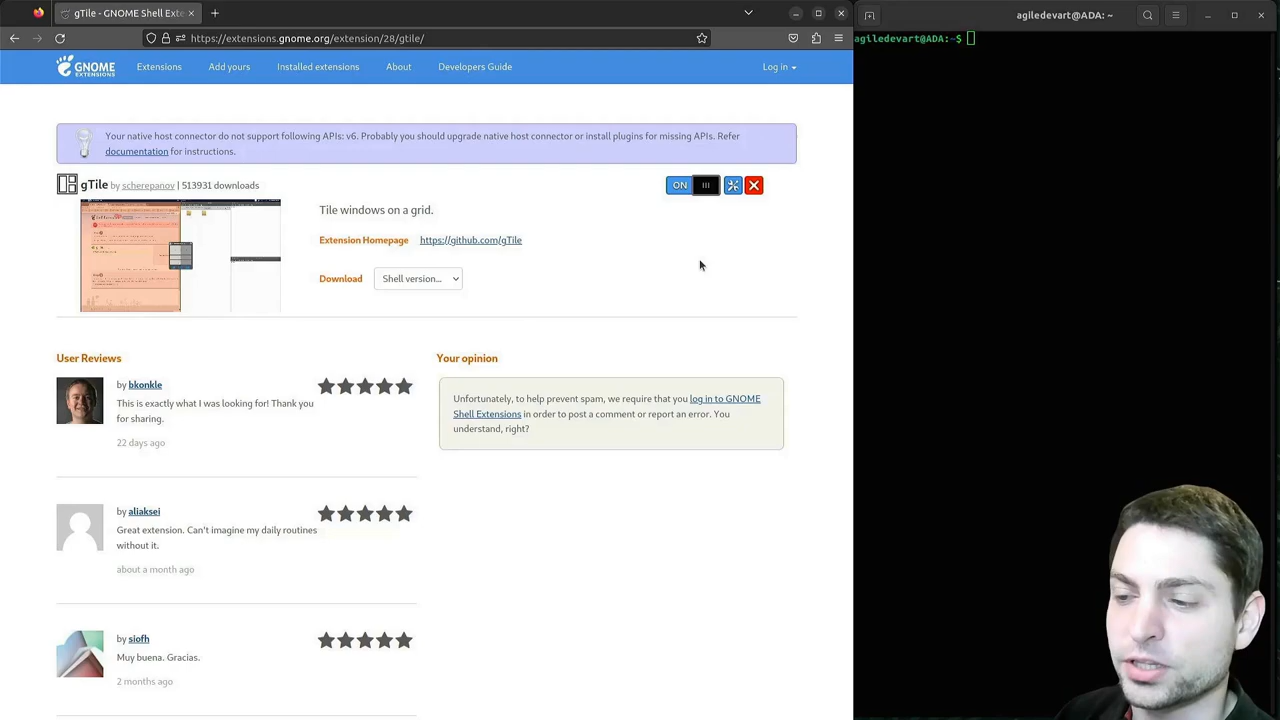 gTile - GNOME Shell Exte
https://extensions.gnome.org/extension/28/gtile/
GNOME
EXTENSIONS
Extensions
Add yours
Installed extensions
About
Developers Guide
Log in
Your native host connector do not support following APIs: v6. Probably you should upgrade native host connector or install plugins for missing APIs. Refer
documentation for instructions.
gTile by scherepanov | 513931 downloads
ON
Tile windows on a grid.
Extension Homepage https://github.com/gTile
Download Shell version...
User Reviews
by bkonkle
This is exactly what I was looking for! Thank you
for sharing.
22 days ago
by aliaksei
Great extension. Can't imagine my daily routines
without it.
about a month ago
by siofh
Muy buena. Gracias.
2 months ago
Your opinion
Unfortunately, to help prevent spam, we require that you log in to GNOME
Shell Extensions in order to post a comment or report an error. You
understand, right?
agiledevart@ADA: ~
agiledevart@ADA:~$